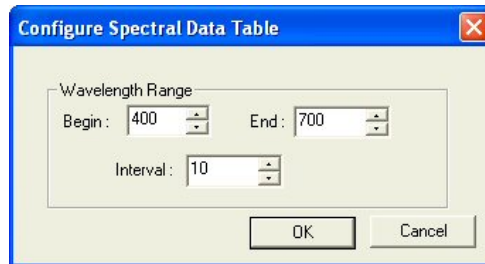 Configure Spectral Data Table
Wavelength Range
Begin : 400 End : 700
Interval : 10
OK Cancel